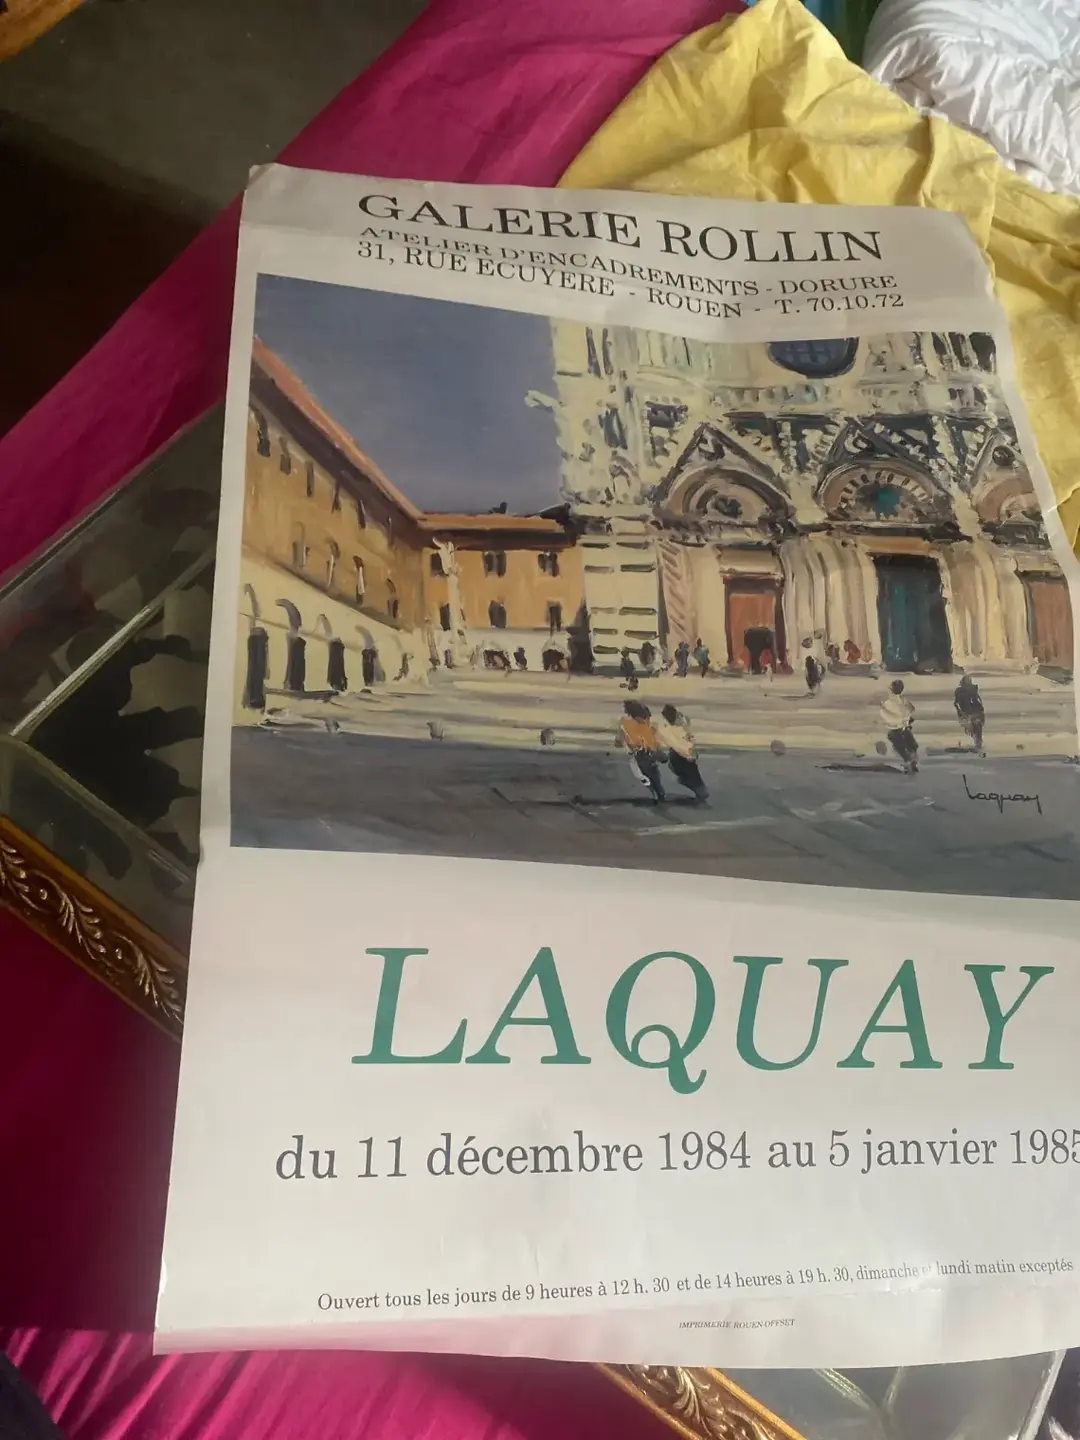 GALERIE ROLLIN
ATELIER D'ENCADREMENTS - DORURE
31, RUE ECUYERE - ROUEN - T. 70.10.72
Laquay
LAQUAY
du 11 décembre 1984 au 5 janvier 1985
Ouvert tous les jours de 9 heures à 12 h. 30 et de 14 heures à 19 h. 30, dimanche et lundi matin exceptés
IMPRIMERIE ROUEN OFFSET